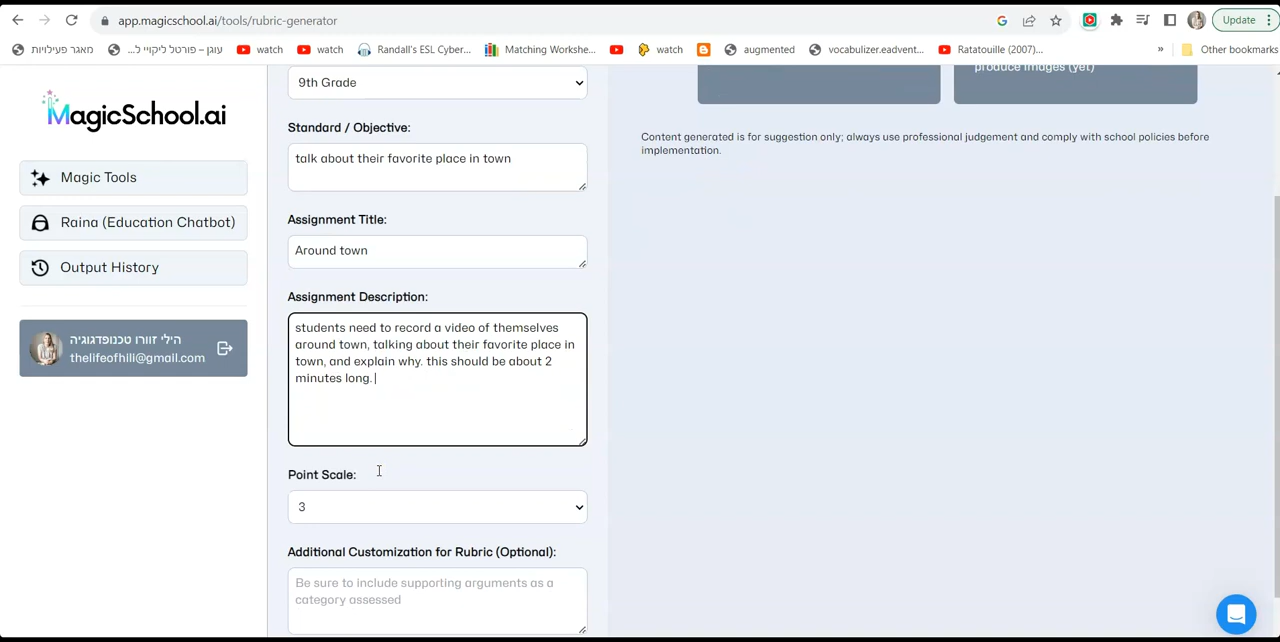 app.magicschool.ai/tools/rubric-generator
Update
מאגר פעילויות
עוגן - פורטל ליקויי ל...
watch
watch
Randall's ESL Cyber...
Matching Workshe...
watch
augmented
vocabulizer.eadvent...
Ratatouille (2007)...
»
Other bookmarks
MagicSchool.ai
Magic Tools
Raina (Education Chatbot)
Output History
הילי זוורו טכנופדגוגיה
thelifeofhili@gmail.com
9th Grade
Standard / Objective:
talk about their favorite place in town
Assignment Title:
Around town
Assignment Description:
students need to record a video of themselves
around town, talking about their favorite place in
town, and explain why. this should be about 2
minutes long.
Point Scale:
3
Additional Customization for Rubric (Optional):
Be sure to include supporting arguments as a
category assessed
produce images (yet)
Content generated is for suggestion only; always use professional judgement and comply with school policies before
implementation.